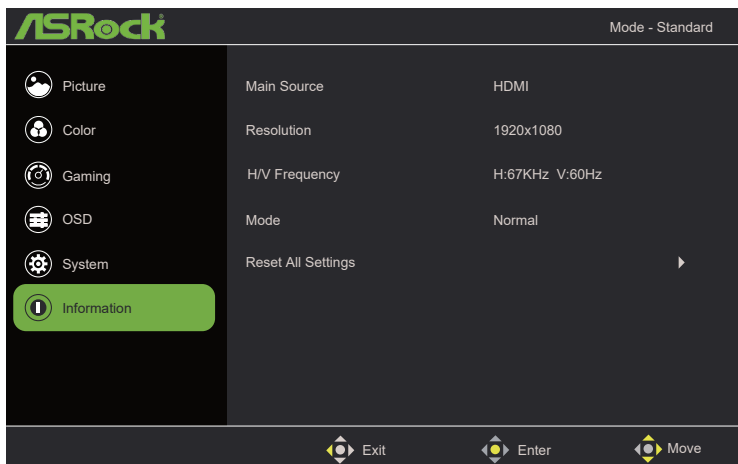 ASRock
Mode - Standard
Picture
Main Source HDMI
Color
Resolution 1920x1080
Gaming
H/V Frequency H:67KHz V:60Hz
OSD
Mode Normal
System
Reset All Settings
Information
Exit Enter Move